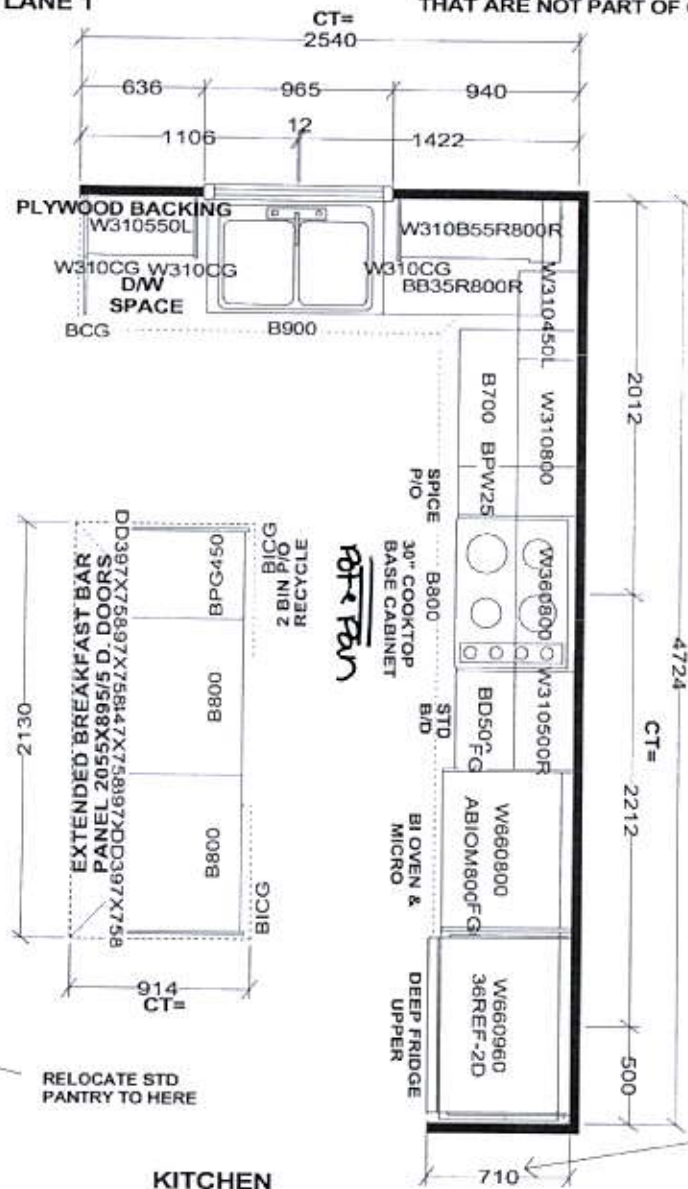 LANE 1
THAT ARE NOT PART OF
CT=
2540
636
965
940
1106
12
1422
PLYWOOD BACKING
W310550L
W310CG
W310CG
D/W
SPACE
BCG
B900
W310CG
W310B55R800R
BB35R800R
W310450L
W310800
B700
BPW25
SPICE
P/O
B800
30" COOKTOP
BASE CABINET
POT & PAN
W360800
W310500R
BD500
FG
STD
B/D
W660800
ABIOM800FG
BI OVEN &
MICRO
W660960
36REF-2D
DEEP FRIDGE
UPPER
2012
2212
500
4724
CT=
710
BICG
2 BIN P/O
RECYCLE
BPG450
B800
B800
BICG
EXTENDED BREAKFAST BAR
PANEL 2055X895/5 D. DOORS
2130
914
CT=
RELOCATE STD
PANTRY TO HERE
KITCHEN